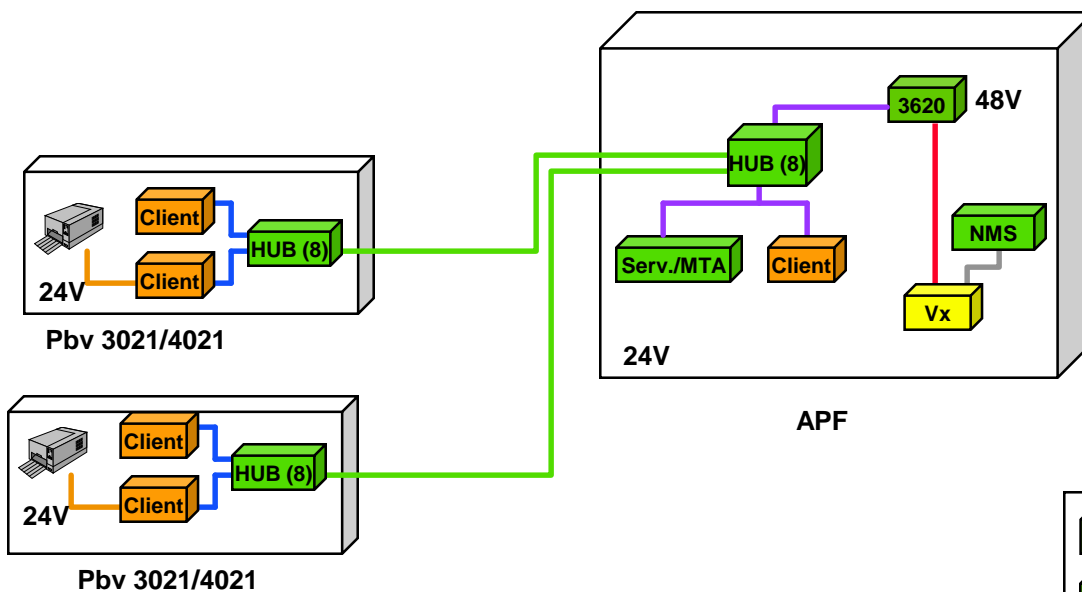 3620
48V
HUB (8)
NMS
Serv./MTA
Client
Vx
24V
APF
Client
HUB (8)
Client
24V
Pbv 3021/4021
Client
HUB (8)
Client
24V
Pbv 3021/4021